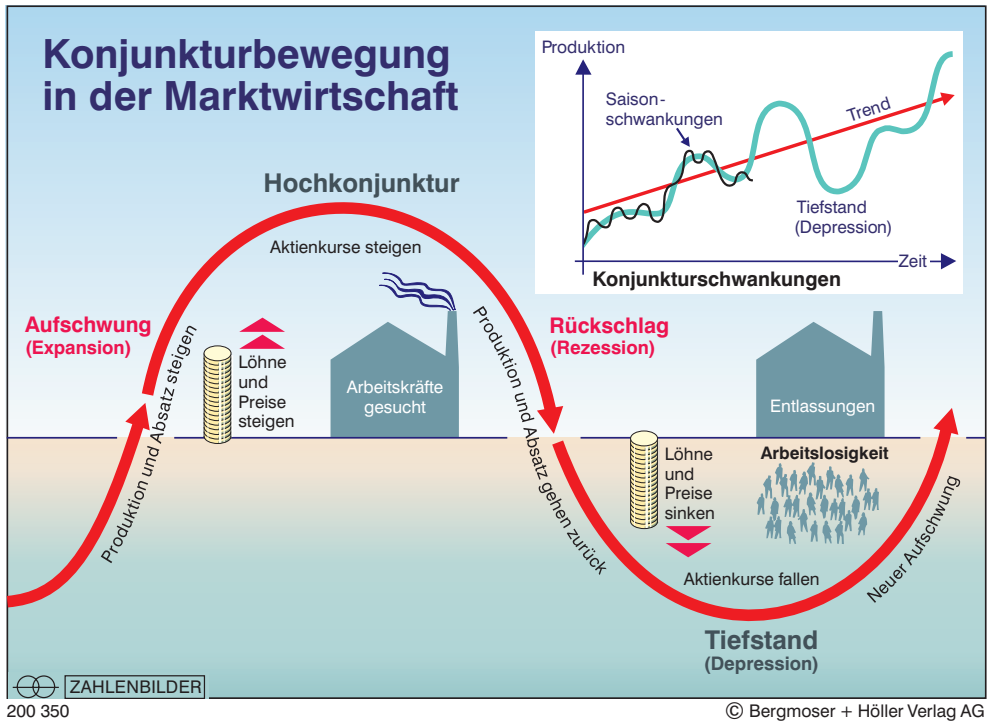 Konjunkturbewegung
in der Marktwirtschaft
Produktion
Saison-
schwankungen
Trend
Tiefstand
(Depression)
Zeit
Konjunkturschwankungen
Hochkonjunktur
Aktienkurse steigen
Aufschwung
(Expansion)
Produktion und Absatz steigen
Löhne
und
Preise
steigen
Arbeitskräfte
gesucht
Produktion und Absatz gehen zurück
Rückschlag
(Rezession)
Löhne
und
Preise
sinken
Entlassungen
Arbeitslosigkeit
Aktienkurse fallen
Neuer Aufschwung
Tiefstand
(Depression)
ZAHLENBILDER
200 350
© Bergmoser + Höller Verlag AG